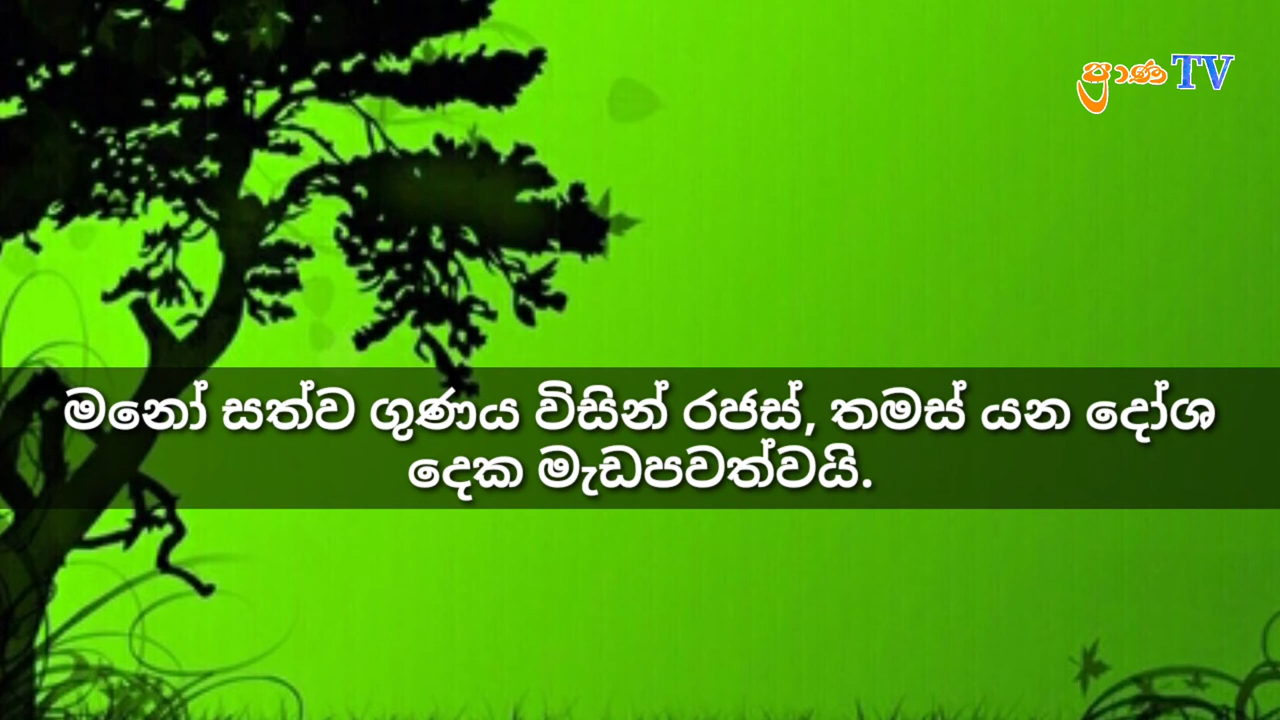 ප්‍රාණ TV
මනෝ සත්ව ගුණය විසින් රජස්, තමස් යන දෝශ
දෙක මැඩපවත්වයි.